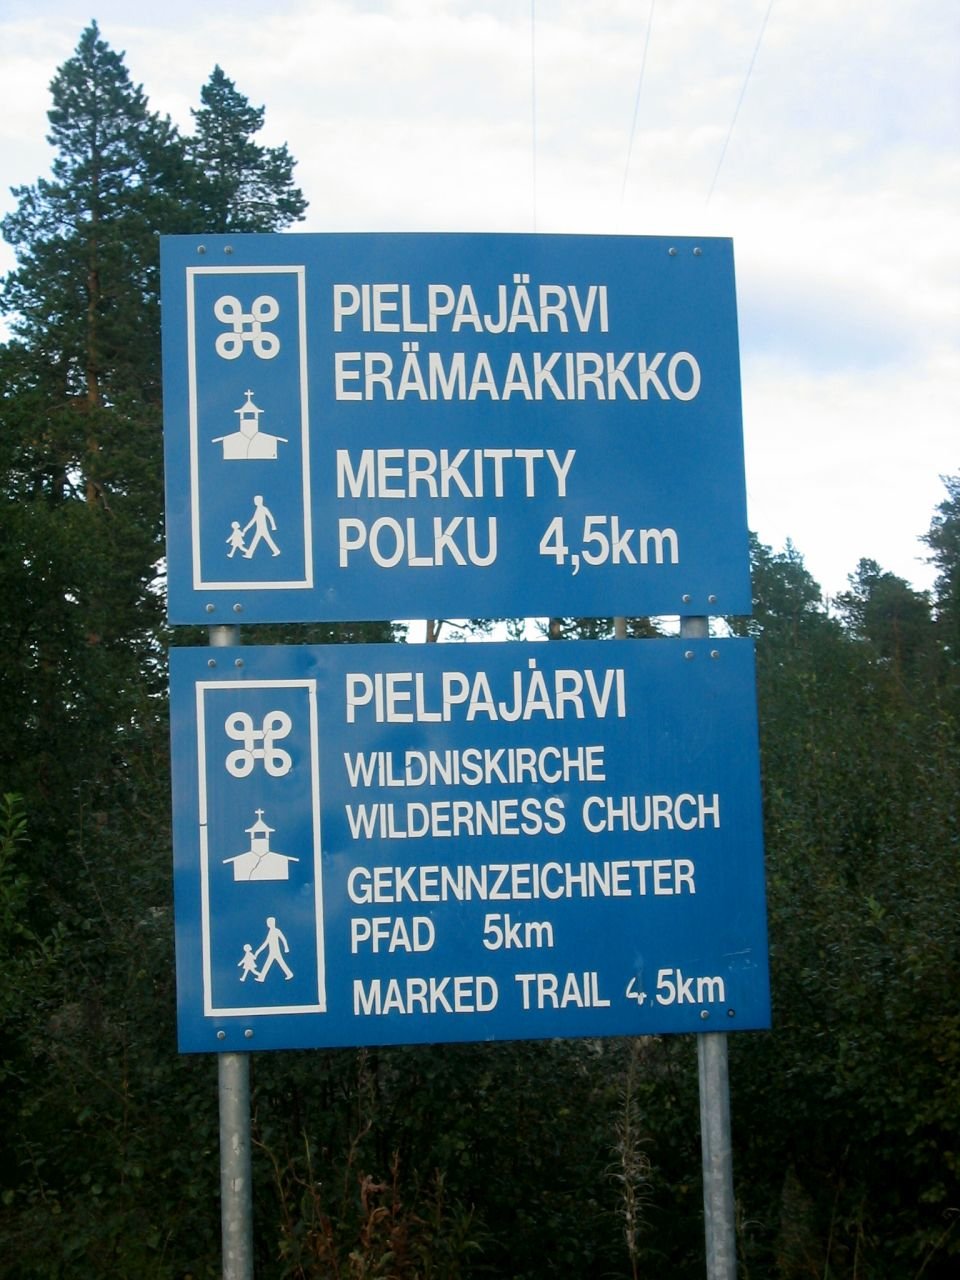 PIELPAJÄRVI
ERÄMAAKIRKKO
MERKITTY
POLKU 4,5km
PIELPAJÄRVI
WILDNISKIRCHE
WILDERNESS CHURCH
GEKENNZEICHNETER
PFAD 5km
MARKED TRAIL 4,5km